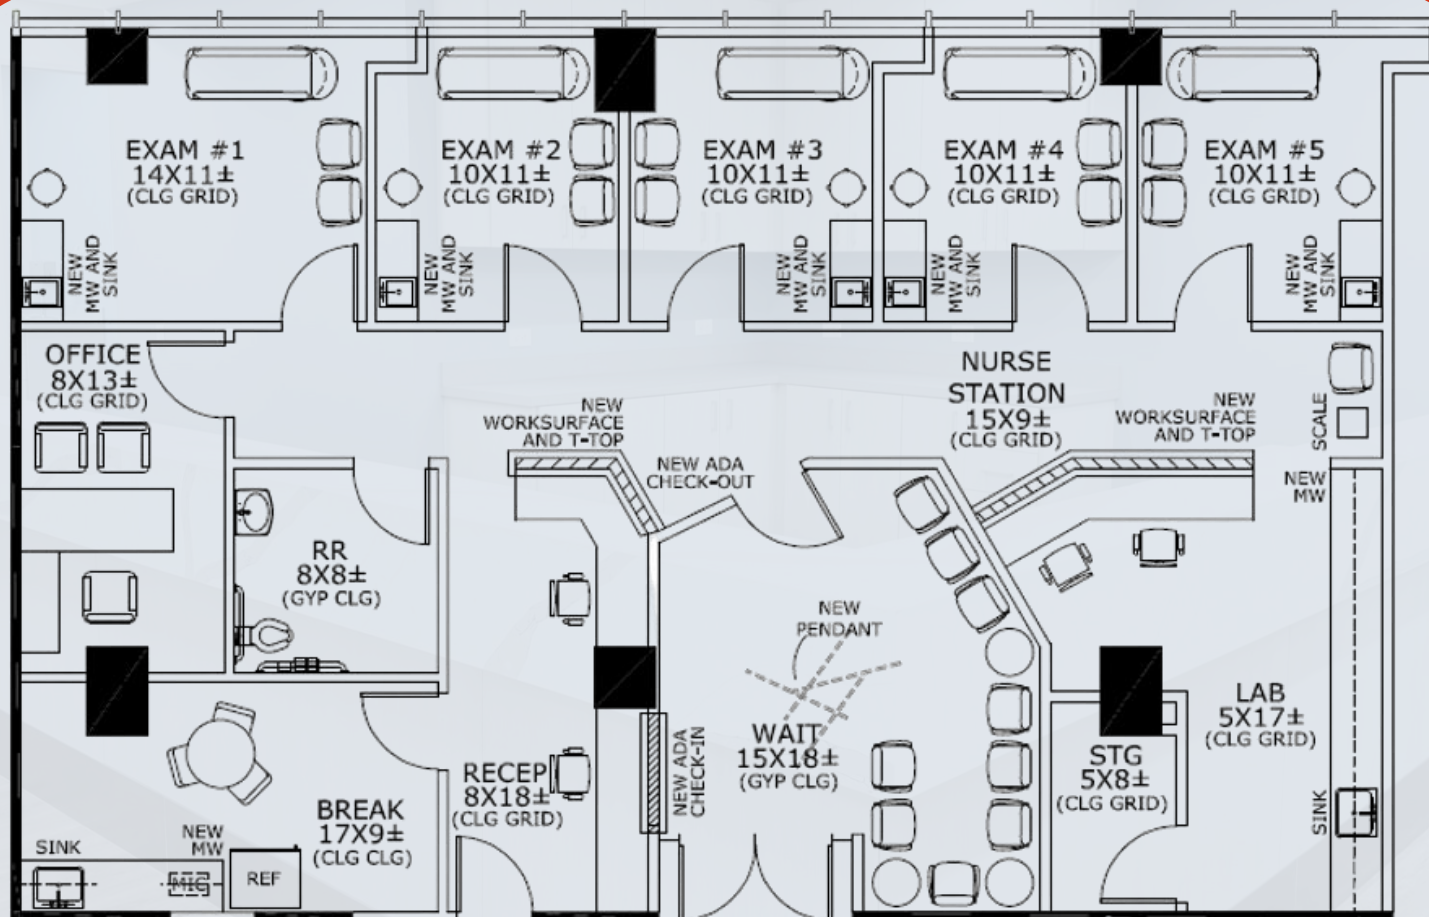 EXAM #1
14X11±
(CLG GRID)
NEW
MW AND
SINK
EXAM #2
10X11±
(CLG GRID)
NEW
MW AND
SINK
EXAM #3
10X11±
(CLG GRID)
NEW
MW AND
SINK
EXAM #4
10X11±
(CLG GRID)
NEW
MW AND
SINK
EXAM #5
10X11±
(CLG GRID)
NEW
MW AND
SINK
OFFICE
8X13±
(CLG GRID)
NEW
WORKSURFACE
AND T-TOP
NEW ADA
CHECK-OUT
NURSE
STATION
15X9±
(CLG GRID)
NEW
WORKSURFACE
AND T-TOP
SCALE
NEW
MW
RR
8X8±
(GYP CLG)
NEW
PENDANT
WAIT
15X18±
(GYP CLG)
NEW ADA
CHECK-IN
RECEP
8X18±
(CLG GRID)
LAB
5X17±
(CLG GRID)
STG
5X8±
(CLG GRID)
SINK
BREAK
17X9±
(CLG CLG)
SINK
NEW
MW
MIC
REF